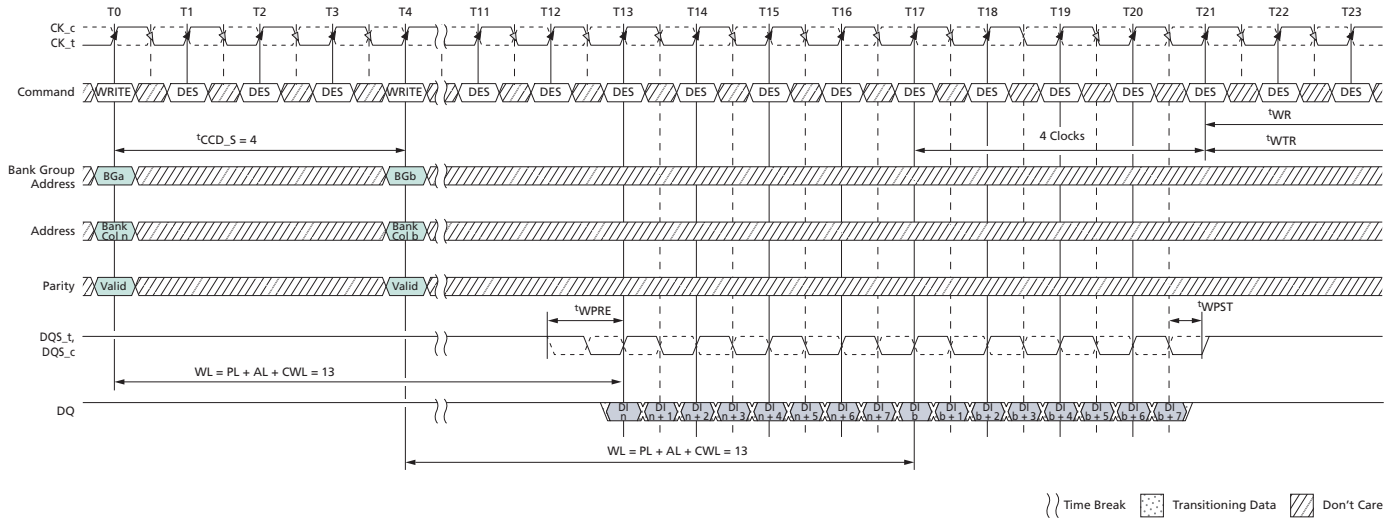 T0 T1 T2 T3 T4 T11 T12 T13 T14 T15 T16 T17 T18 T19 T20 T21 T22 T23
CK_c
CK_t
Command WRITE DES DES DES WRITE DES DES DES DES DES DES DES DES DES DES DES DES DES
tWR
tCCD_S = 4 4 Clocks tWTR
Bank Group
Address BGa BGb
Address Bank
Col n Bank
Col b
Parity Valid Valid
tWPRE tWPST
DQS_t,
DQS_c
WL = PL + AL + CWL = 13
DQ DI
n DI
n + 1 DI
n + 2 DI
n + 3 DI
n + 4 DI
n + 5 DI
n + 6 DI
n + 7 DI
b DI
b + 1 DI
b + 2 DI
b + 3 DI
b + 4 DI
b + 5 DI
b + 6 DI
b + 7
WL = PL + AL + CWL = 13
Time Break Transitioning Data Don't Care